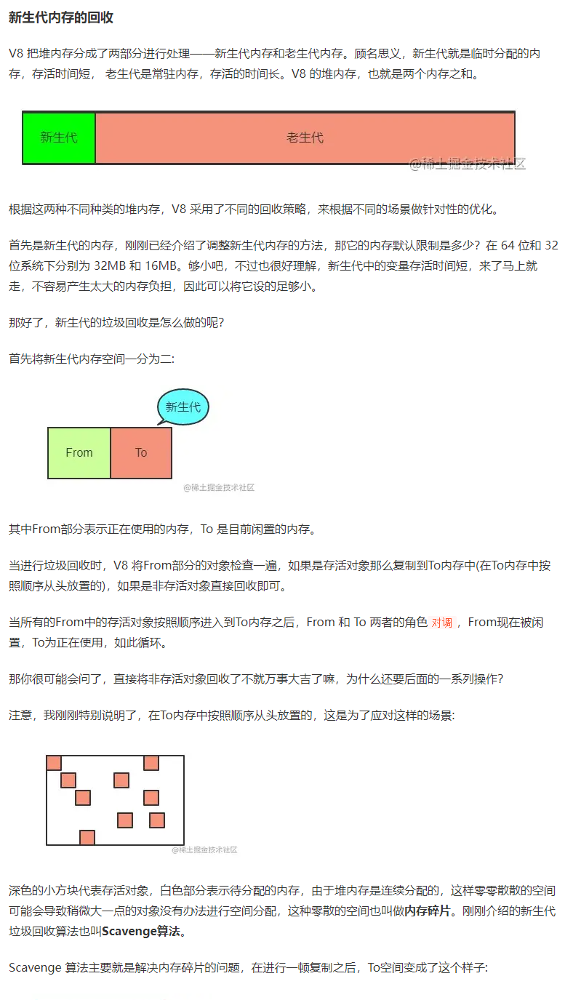 新生代内存的回收
V8 把堆内存分成了两部分进行处理——新生代内存和老生代内存。顾名思义，新生代就是临时分配的内
存，存活时间短， 老生代是常驻内存，存活的时间长。V8 的堆内存，也就是两个内存之和。
新生代 老生代
@稀土掘金技术社区
根据这两种不同种类的堆内存，V8 采用了不同的回收策略，来根据不同的场景做针对性的优化。
首先是新生代的内存，刚刚已经介绍了调整新生代内存的方法，那它的内存默认限制是多少？在 64 位和 32
位系统下分别为 32MB 和 16MB。够小吧，不过也很好理解，新生代中的变量存活时间短，来了马上就
走，不容易产生太大的内存负担，因此可以将它设的足够小。
那好了，新生代的垃圾回收是怎么做的呢？
首先将新生代内存空间一分为二:
新生代
From To
@稀土掘金技术社区
其中From部分表示正在使用的内存，To 是目前闲置的内存。
当进行垃圾回收时，V8 将From部分的对象检查一遍，如果是存活对象那么复制到To内存中(在To内存中按
照顺序从头放置的)，如果是非存活对象直接回收即可。
当所有的From中的存活对象按照顺序进入到To内存之后，From 和 To 两者的角色 对调 ，From现在被闲
置，To为正在使用，如此循环。
那你很可能会问了，直接将非存活对象回收了不就万事大吉了嘛，为什么还要后面的一系列操作？
注意，我刚刚特别说明了，在To内存中按照顺序从头放置的，这是为了应对这样的场景:
@稀土掘金技术社区
深色的小方块代表存活对象，白色部分表示待分配的内存，由于堆内存是连续分配的，这样零零散散的空间
可能会导致稍微大一点的对象没有办法进行空间分配，这种零散的空间也叫做内存碎片。刚刚介绍的新生代
垃圾回收算法也叫Scavenge算法。
Scavenge 算法主要就是解决内存碎片的问题，在进行一顿复制之后，To空间变成了这个样子: